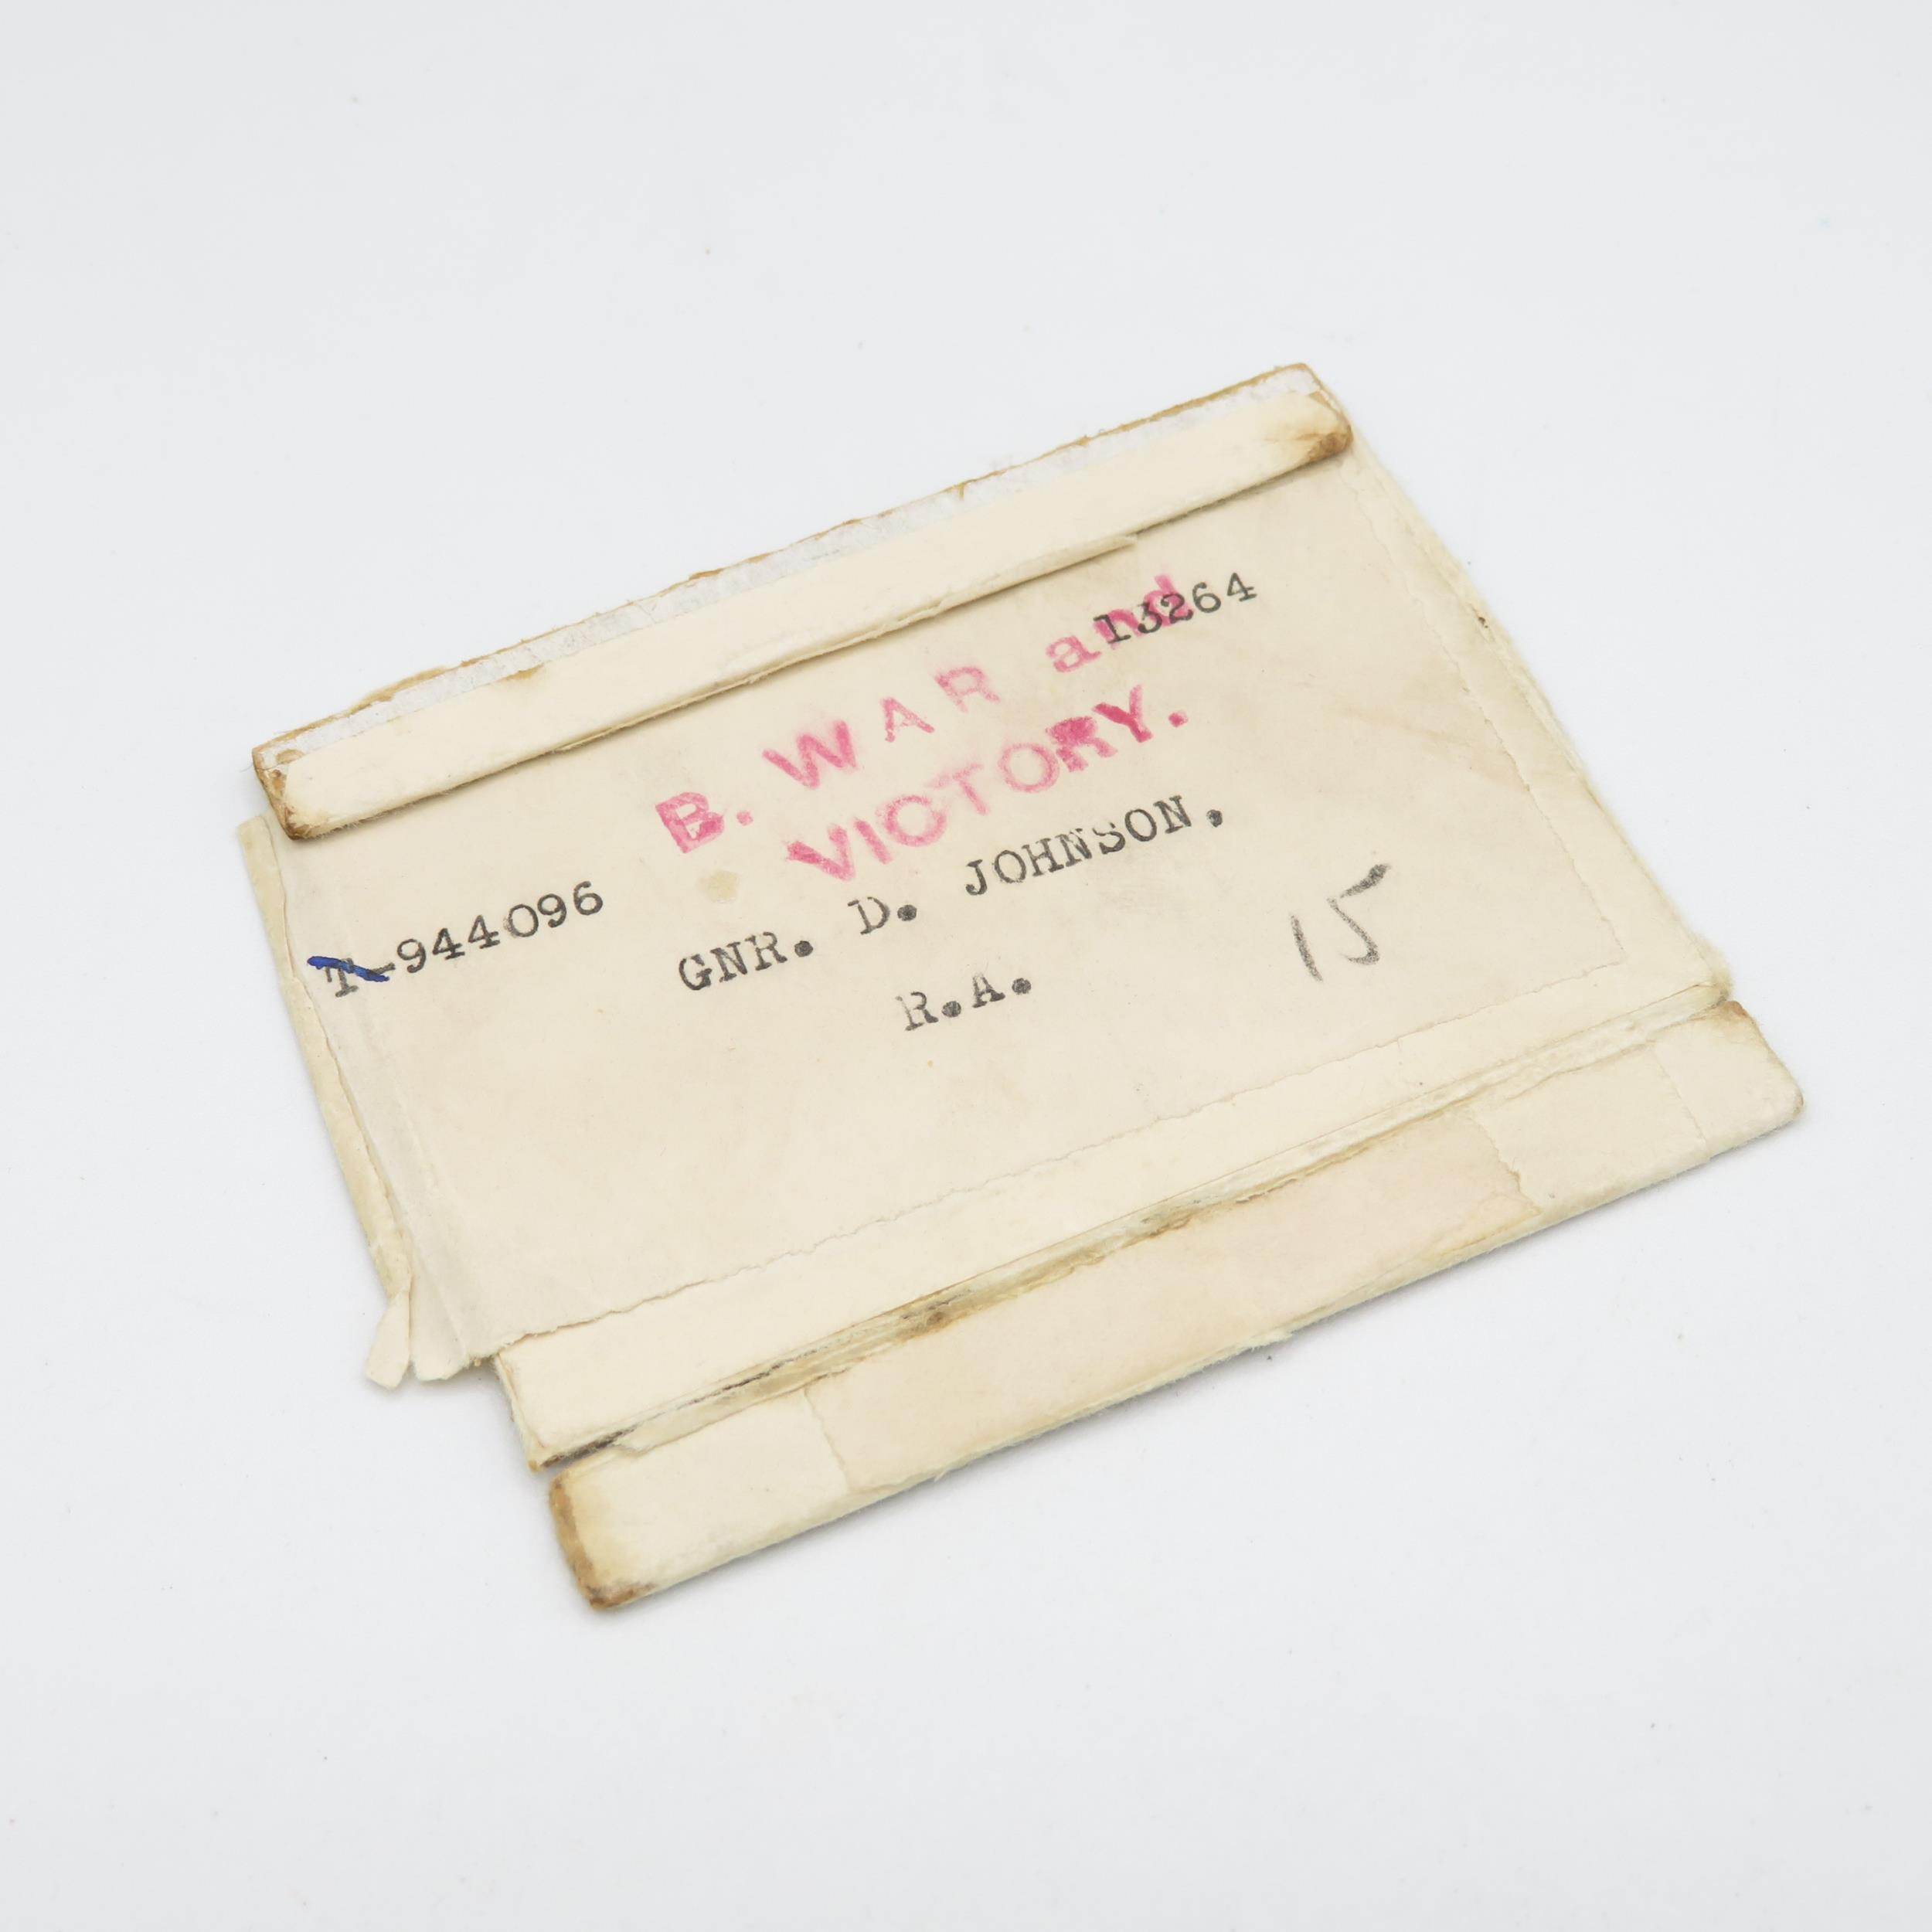 13264
B. WAR and
VICTORY.
T-944096 GNR. D. JOHNSON,
R.A.
15